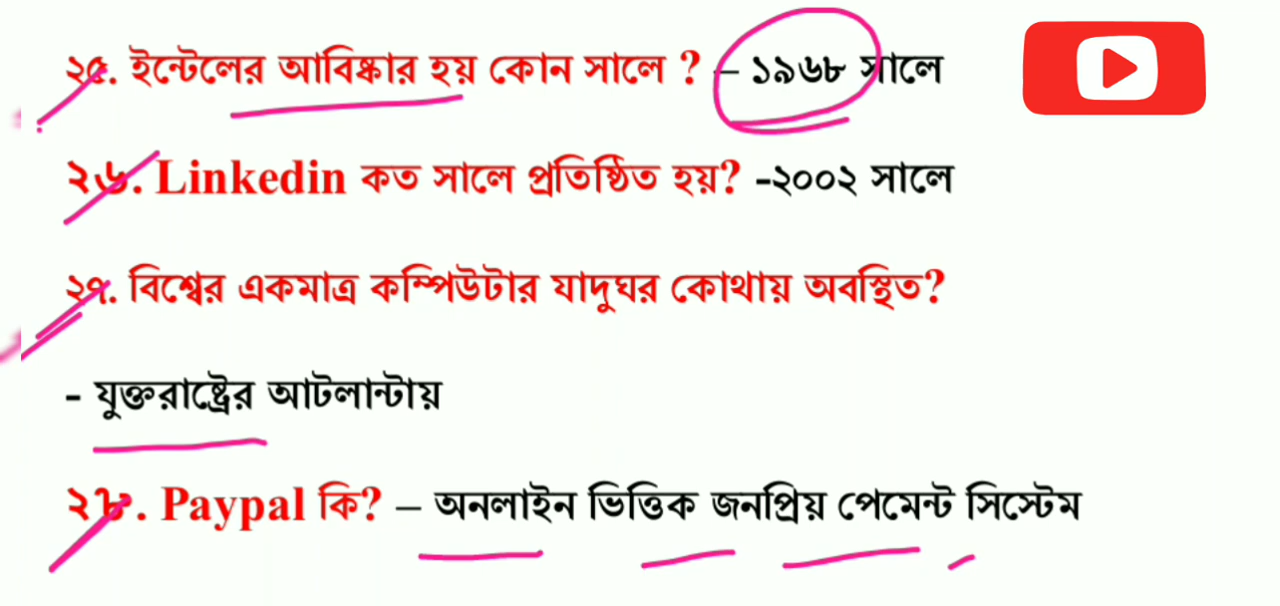 ২৫. ইন্টেলের আবিষ্কার হয় কোন সালে ? – ১৯৬৮ সালে
২৬. Linkedin কত সালে প্রতিষ্ঠিত হয়? -২০০২ সালে
২৭. বিশ্বের একমাত্র কম্পিউটার যাদুঘর কোথায় অবস্থিত?
- যুক্তরাষ্ট্রের আটলান্টায়
২৮. Paypal কি? – অনলাইন ভিত্তিক জনপ্রিয় পেমেন্ট সিস্টেম